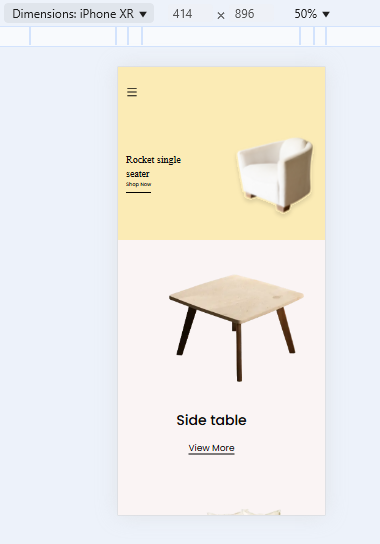 Dimensions: iPhone XR ▼ 414 × 896 50% ▼
Rocket single
seater
Shop Now
Side table
View More